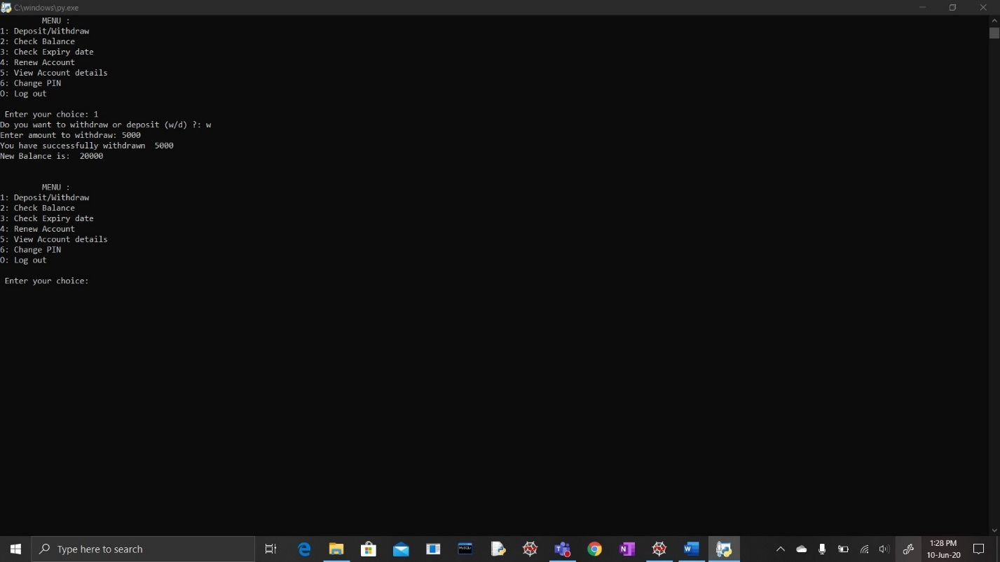 C:\windows\py.exe
MENU :
1: Deposit/Withdraw
2: Check Balance
3: Check Expiry date
4: Renew Account
5: View Account details
6: Change PIN
O: Log out
Enter your choice: 1
Do you want to withdraw or deposit (w/d) ?: w
Enter amount to withdraw: 5000
You have successfully withdrawn  5000
New Balance is:  20000
MENU :
1: Deposit/Withdraw
2: Check Balance
3: Check Expiry date
4: Renew Account
5: View Account details
6: Change PIN
O: Log out
Enter your choice:
Type here to search
MySQL
1:28 PM
10-Jun-20